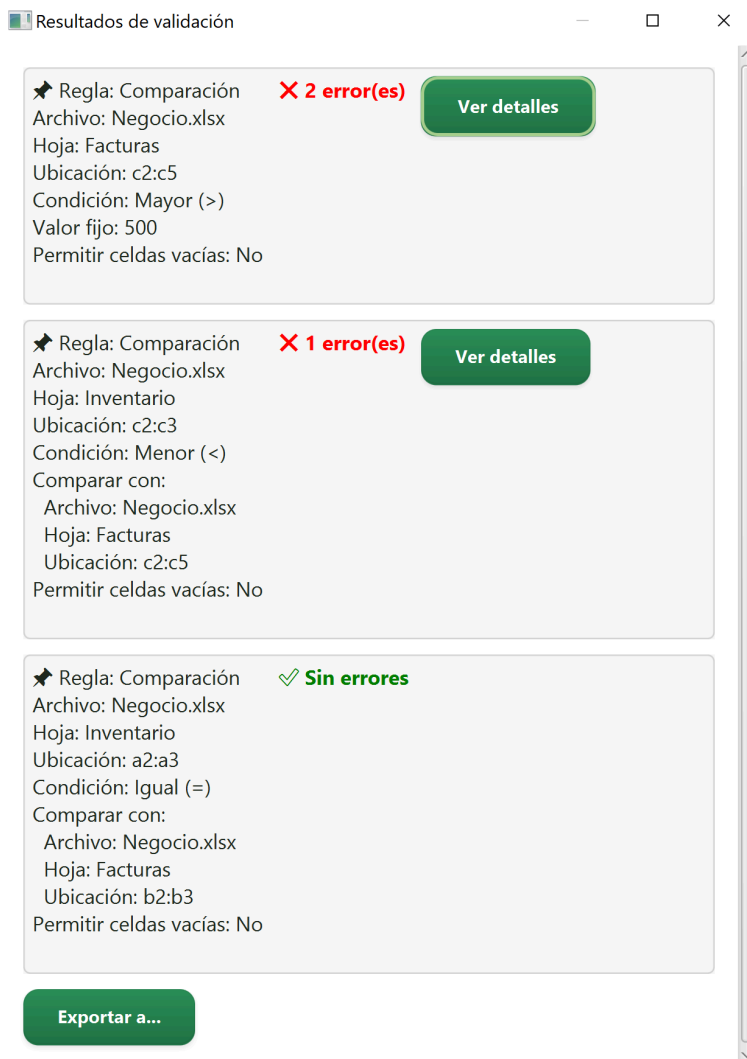 Resultados de validación
Regla: Comparación
❌ 2 error(es)
Ver detalles
Archivo: Negocio.xlsx
Hoja: Facturas
Ubicación: c2:c5
Condición: Mayor (>)
Valor fijo: 500
Permitir celdas vacías: No
Regla: Comparación
❌ 1 error(es)
Ver detalles
Archivo: Negocio.xlsx
Hoja: Inventario
Ubicación: c2:c3
Condición: Menor (<)
Comparar con:
Archivo: Negocio.xlsx
Hoja: Facturas
Ubicación: c2:c5
Permitir celdas vacías: No
Regla: Comparación
✅ Sin errores
Archivo: Negocio.xlsx
Hoja: Inventario
Ubicación: a2:a3
Condición: Igual (=)
Comparar con:
Archivo: Negocio.xlsx
Hoja: Facturas
Ubicación: b2:b3
Permitir celdas vacías: No
Exportar a...